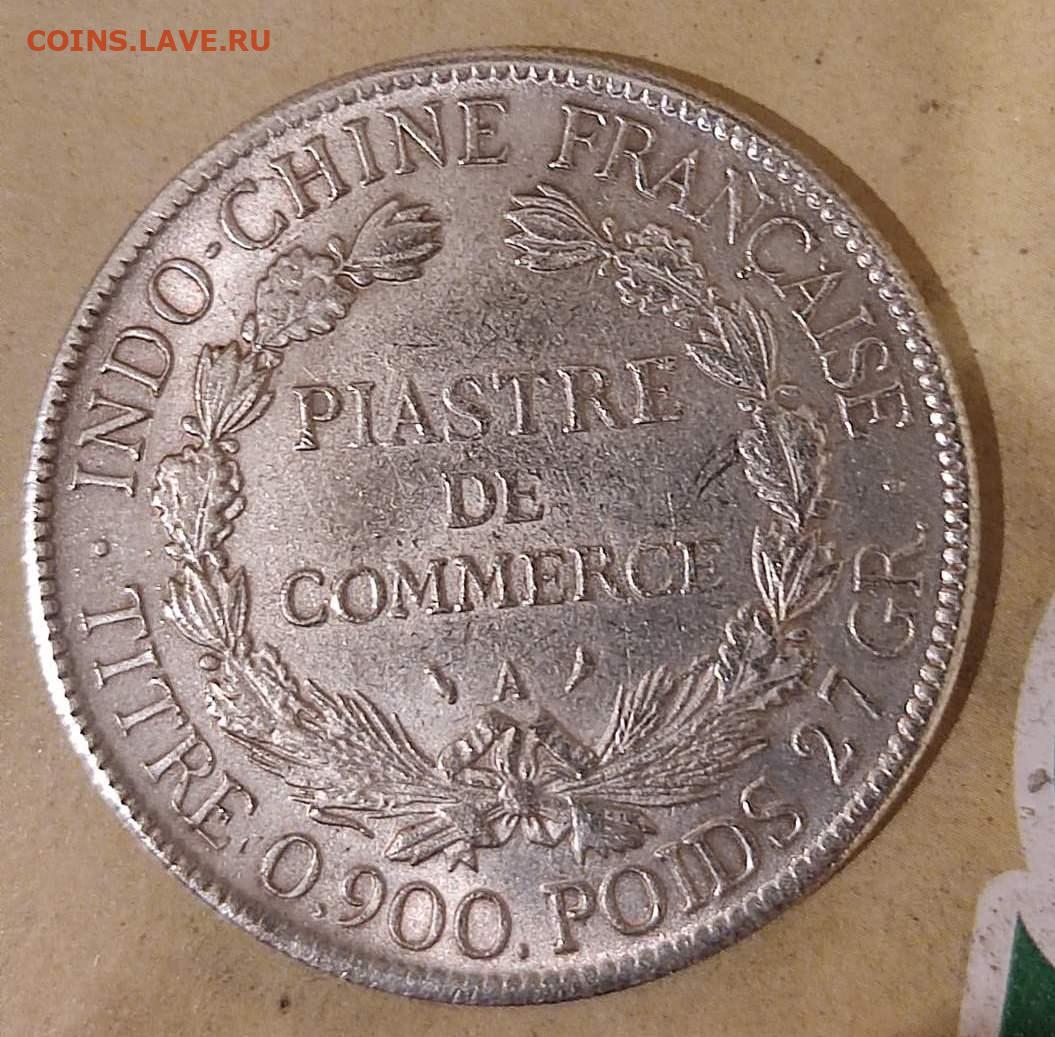 COINS.LAVE.RU
INDO-CHINE FRANÇAISE
PIASTRE
DE
COMMERCE
A
TITRE 0,900. POIDS 27 GR.